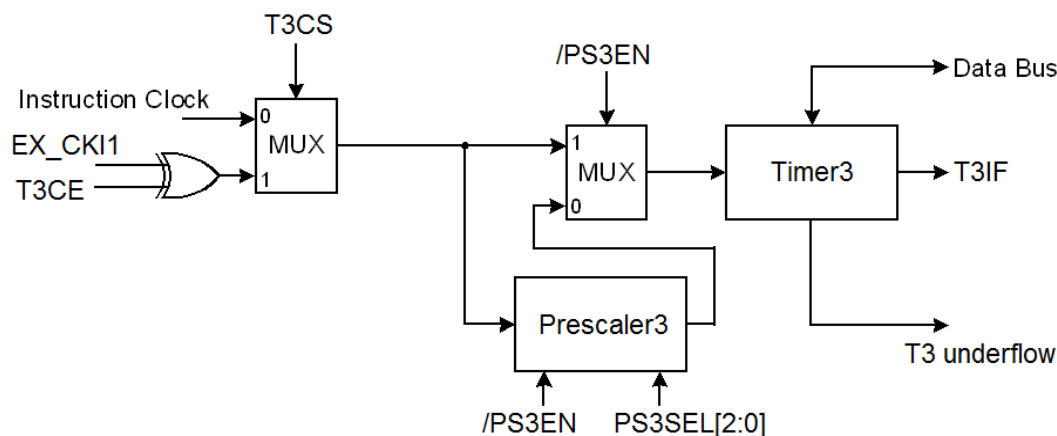 T3CS
/PS3EN
Data Bus
Instruction Clock
0
EX_CKI1
MUX
1
MUX
Timer3
T3IF
T3CE
1
0
Prescaler3
T3 underflow
/PS3EN
PS3SEL[2:0]